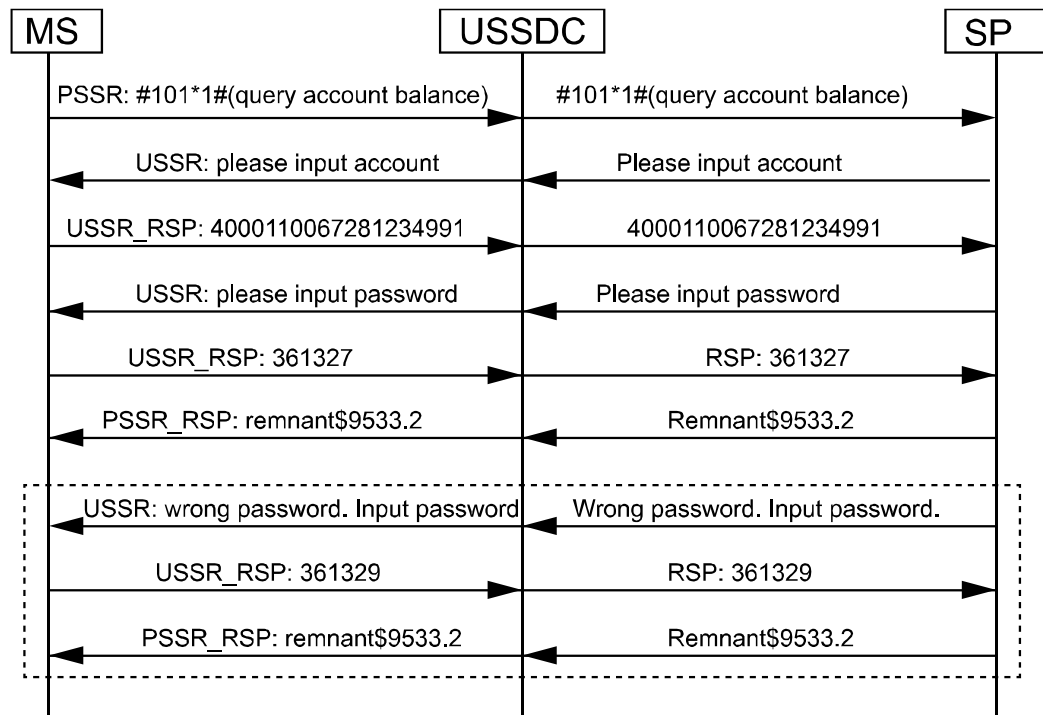 MS
USSDC
SP
PSSR: #101*1#(query account balance)
#101*1#(query account balance)
USSR: please input account
Please input account
USSR_RSP: 4000110067281234991
4000110067281234991
USSR: please input password
Please input password
USSR_RSP: 361327
RSP: 361327
PSSR_RSP: remnant$9533.2
Remnant$9533.2
USSR: wrong password. Input password
Wrong password. Input password.
USSR_RSP: 361329
RSP: 361329
PSSR_RSP: remnant$9533.2
Remnant$9533.2